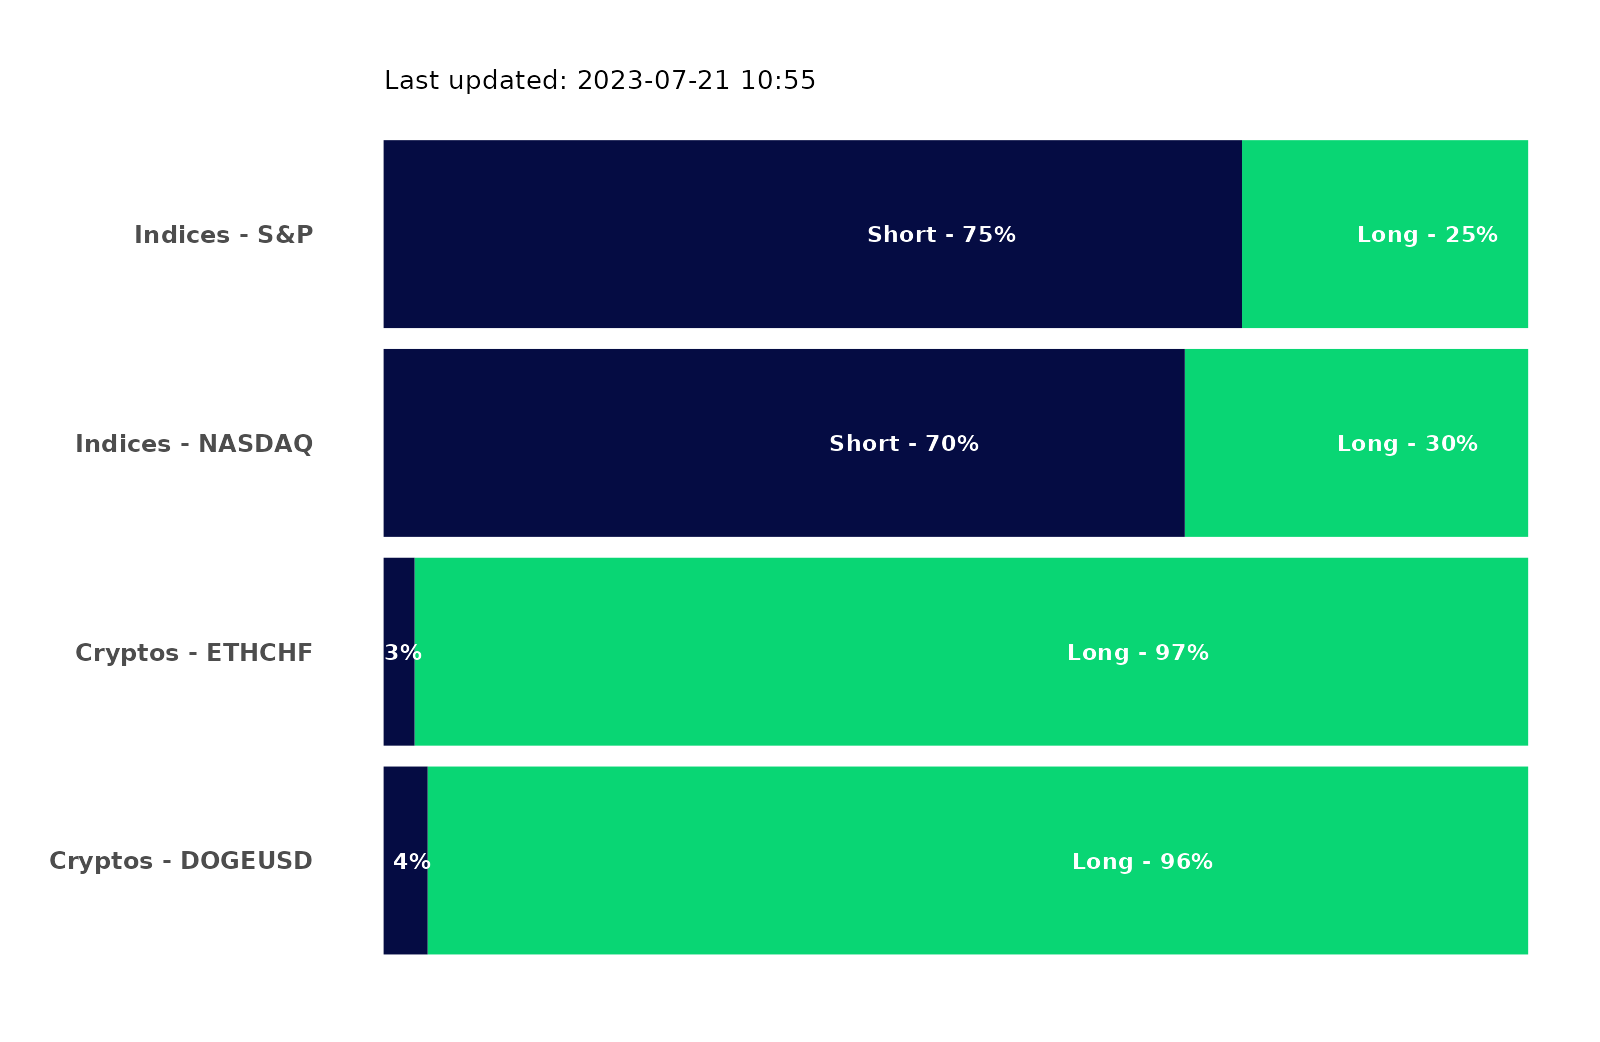 Last updated: 2023-07-21 10:55
Indices - S&P
Short - 75%
Long - 25%
Indices - NASDAQ
Short - 70%
Long - 30%
Cryptos - ETHCHF
3%
Long - 97%
Cryptos - DOGEUSD
4%
Long - 96%